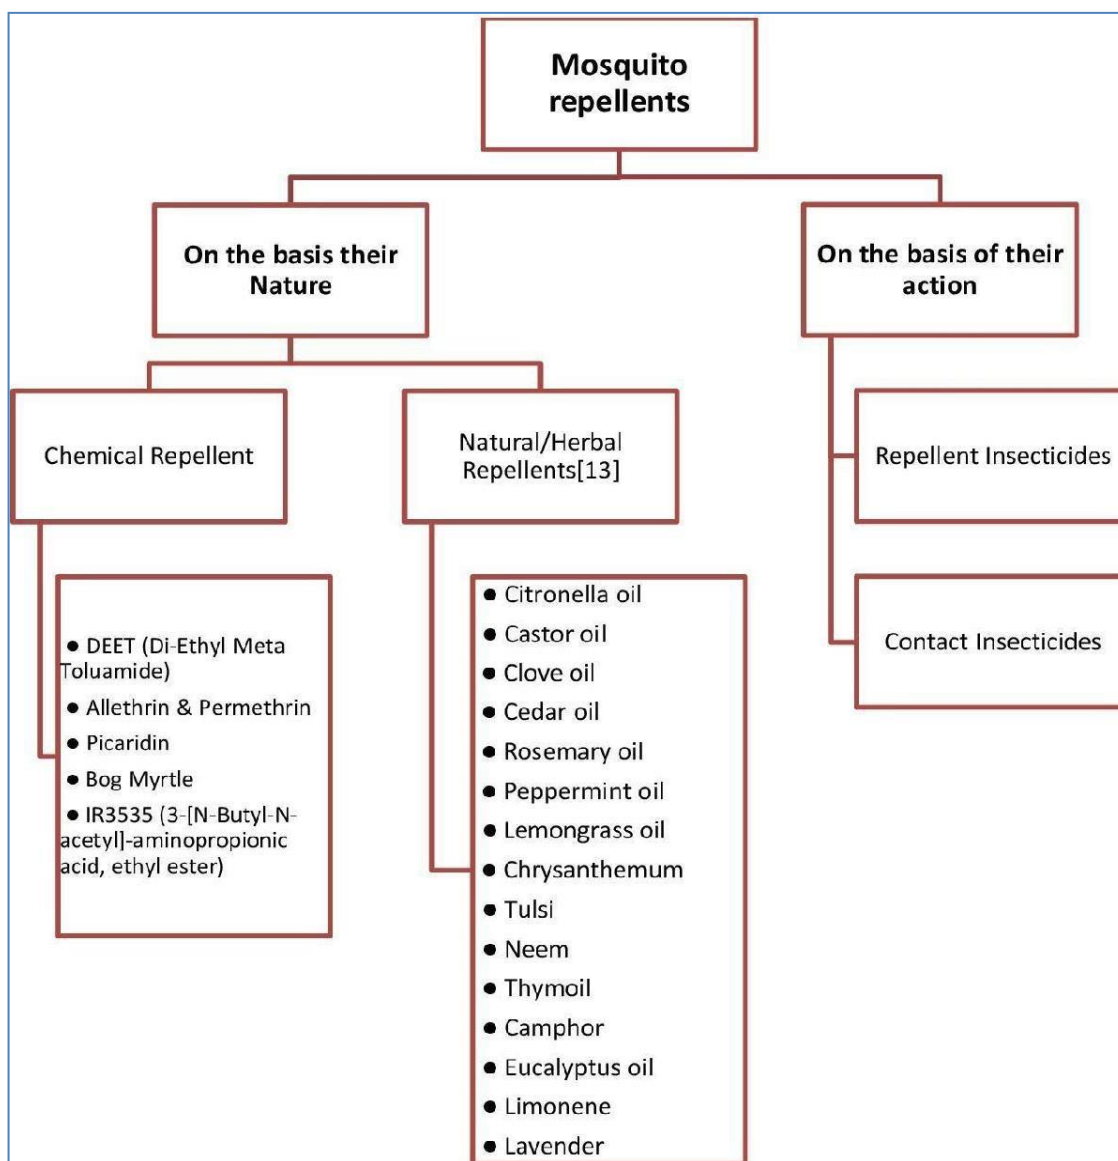 Mosquito
repellents
On the basis their
Nature
On the basis of their
action
Chemical Repellent
Natural/Herbal
Repellents[13]
Repellent Insecticides
Contact Insecticides
● DEET (Di-Ethyl Meta
Toluamide)
● Allethrin & Permethrin
● Picaridin
● Bog Myrtle
● IR3535 (3-[N-Butyl-N-
acetyl]-aminopropionic
acid, ethyl ester)
● Citronella oil
● Castor oil
● Clove oil
● Cedar oil
● Rosemary oil
● Peppermint oil
● Lemongrass oil
● Chrysanthemum
● Tulsi
● Neem
● Thymoil
● Camphor
● Eucalyptus oil
● Limonene
● Lavender